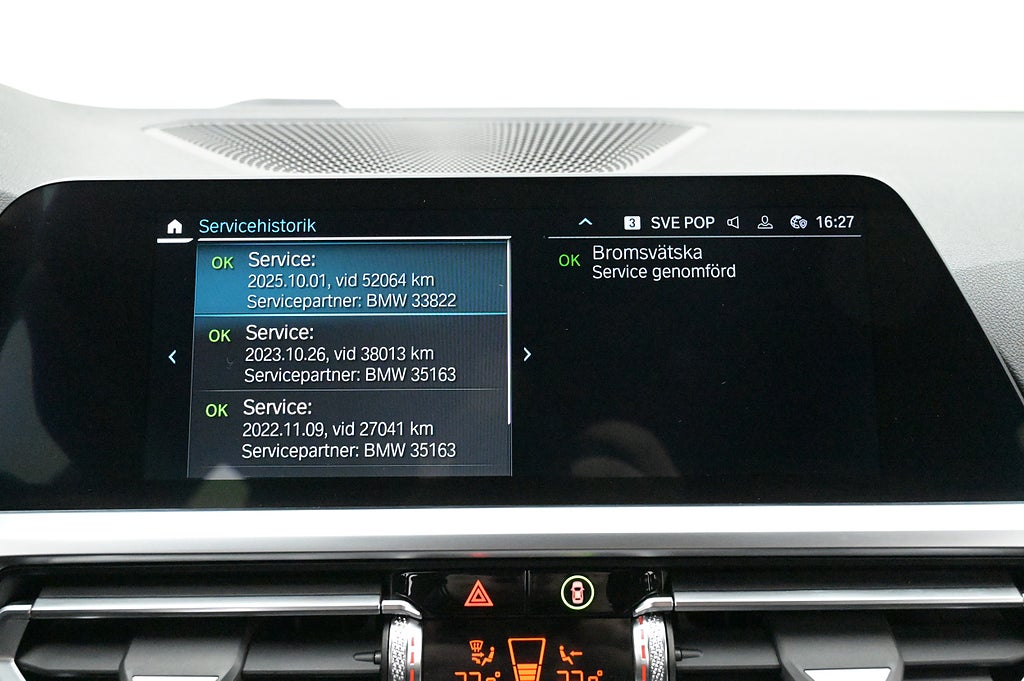 Servicehistorik
3 SVE POP 16:27
OK Service:
2025.10.01, vid 52064 km
Servicepartner: BMW 33822
OK Service:
2023.10.26, vid 38013 km
Servicepartner: BMW 35163
OK Service:
2022.11.09, vid 27041 km
Servicepartner: BMW 35163
OK Bromsvätska
Service genomförd